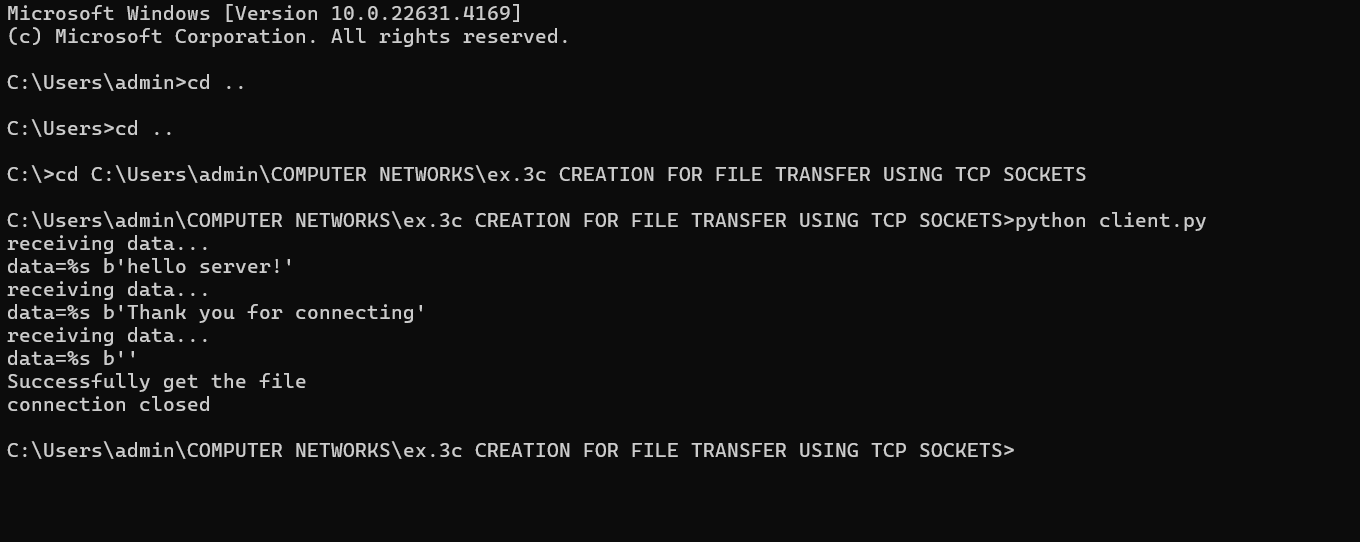 Microsoft Windows [Version 10.0.22631.4169]
(c) Microsoft Corporation. All rights reserved.
C:\Users\admin>cd ..
C:\Users>cd ..
C:\>cd C:\Users\admin\COMPUTER NETWORKS\ex.3c CREATION FOR FILE TRANSFER USING TCP SOCKETS
C:\Users\admin\COMPUTER NETWORKS\ex.3c CREATION FOR FILE TRANSFER USING TCP SOCKETS>python client.py
receiving data...
data=%s b'hello server!'
receiving data...
data=%s b'Thank you for connecting'
receiving data...
data=%s b''
Successfully get the file
connection closed
C:\Users\admin\COMPUTER NETWORKS\ex.3c CREATION FOR FILE TRANSFER USING TCP SOCKETS>